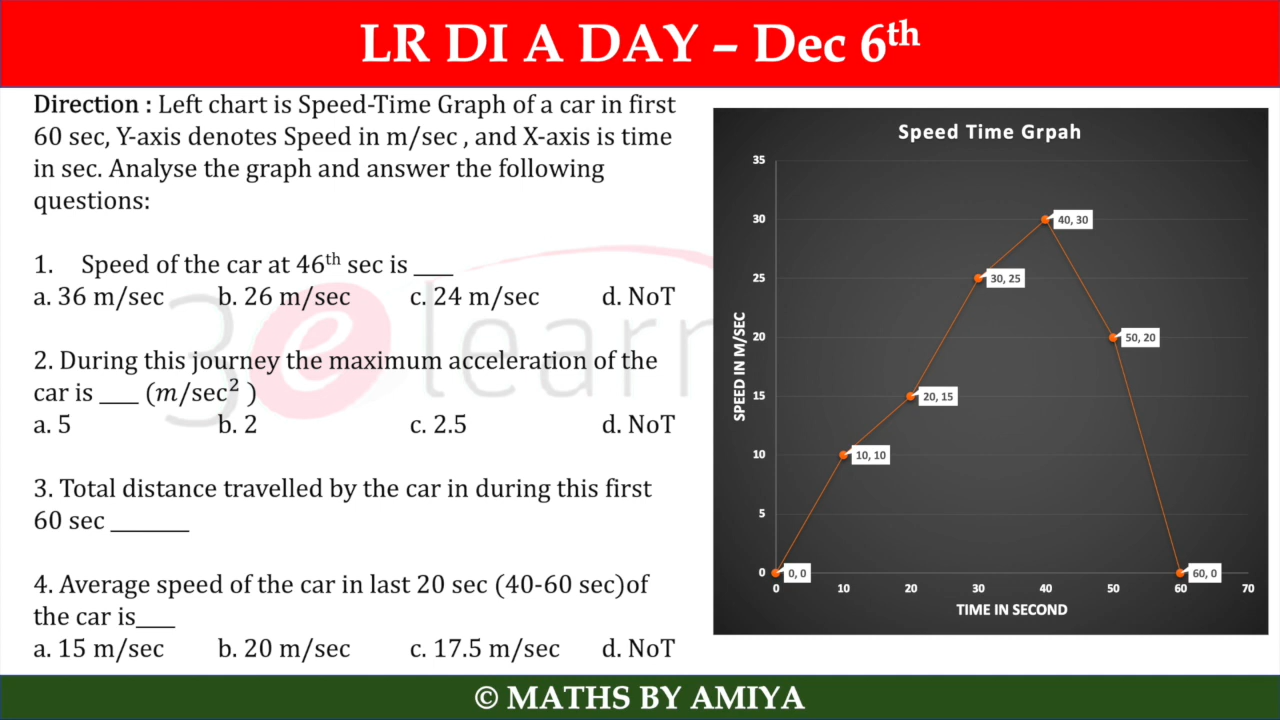 LR DI A DAY – Dec 6th
Direction : Left chart is Speed-Time Graph of a car in first
60 sec, Y-axis denotes Speed in m/sec , and X-axis is time
in sec. Analyse the graph and answer the following
questions:
1. Speed of the car at 46th sec is ____
a. 36 m/sec b. 26 m/sec c. 24 m/sec d. NoT
2. During this journey the maximum acceleration of the
car is ____ (m/sec² )
a. 5 b. 2 c. 2.5 d. NoT
3. Total distance travelled by the car in during this first
60 sec ________
4. Average speed of the car in last 20 sec (40-60 sec)of
the car is____
a. 15 m/sec b. 20 m/sec c. 17.5 m/sec d. NoT
3e learn
Speed Time Grpah
SPEED IN M/SEC
35
30
25
20
15
10
5
0
40, 30
30, 25
50, 20
20, 15
10, 10
0, 0
60, 0
0 10 20 30 40 50 60 70
TIME IN SECOND
© MATHS BY AMIYA